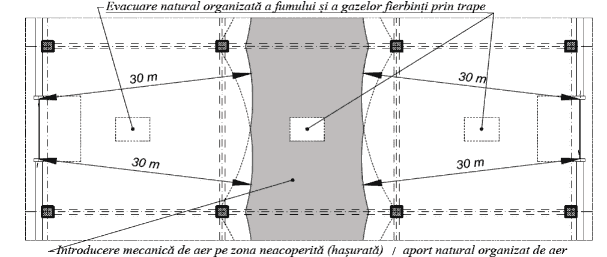 Evacuare natural organizată a fumului și a gazelor fierbinți prin trape
30 m
30 m
30 m
30 m
Introducere mecanică de aer pe zona neacoperită (hașurată) / aport natural organizat de aer